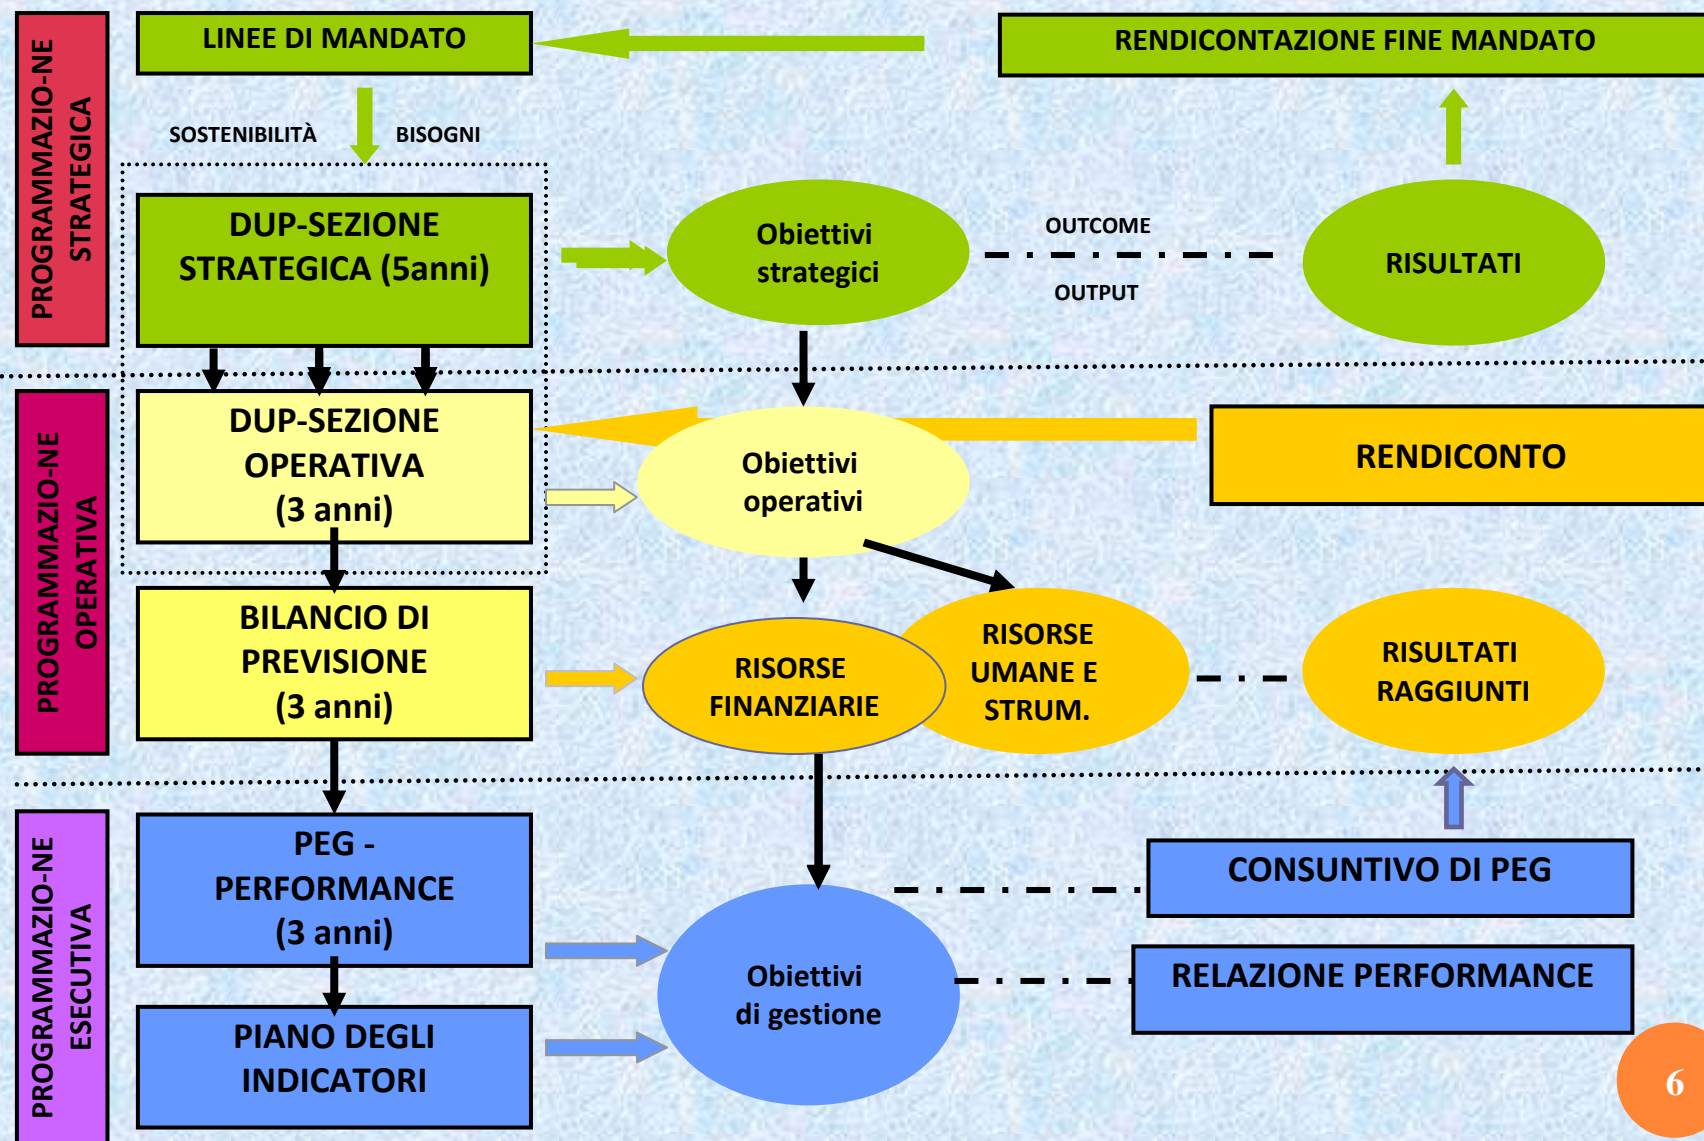 PROGRAMMAZIO-NE
STRATEGICA
LINEE DI MANDATO
RENDICONTAZIONE FINE MANDATO
SOSTENIBILITÀ
BISOGNI
DUP-SEZIONE
STRATEGICA (5anni)
Obiettivi
strategici
OUTCOME
OUTPUT
RISULTATI
PROGRAMMAZIO-NE
OPERATIVA
DUP-SEZIONE
OPERATIVA
(3 anni)
Obiettivi
operativi
RENDICONTO
BILANCIO DI
PREVISIONE
(3 anni)
RISORSE
FINANZIARIE
RISORSE
UMANE E
STRUM.
RISULTATI
RAGGIUNTI
PROGRAMMAZIO-NE
ESECUTIVA
PEG -
PERFORMANCE
(3 anni)
PIANO DEGLI
INDICATORI
Obiettivi
di gestione
CONSUNTIVO DI PEG
RELAZIONE PERFORMANCE
6